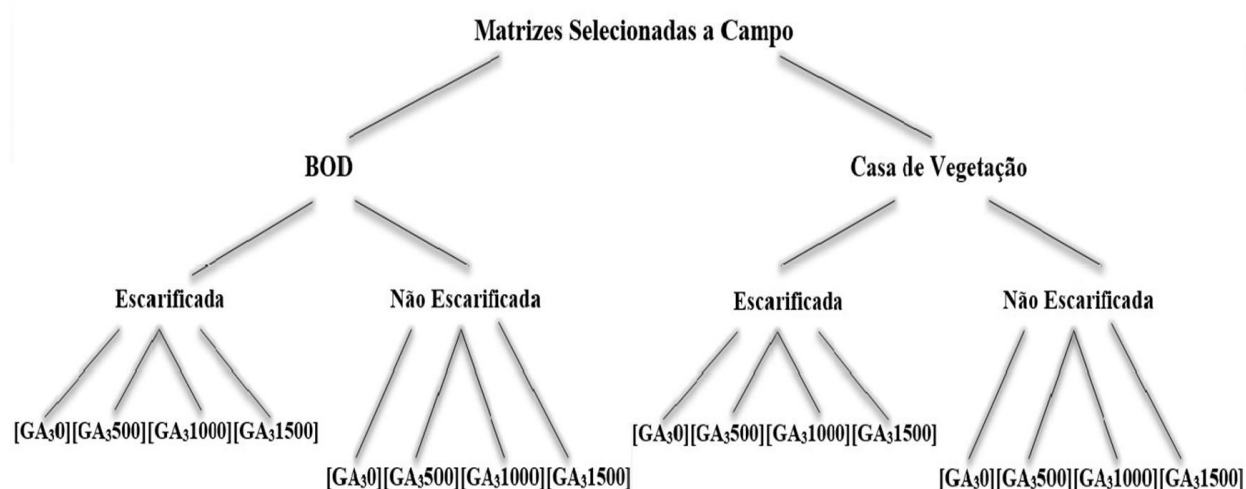 Matrizes Selecionadas a Campo
BOD
Casa de Vegetação
Escarificada
Não Escarificada
Escarificada
Não Escarificada
[GA₃0][GA₃500][GA₃1000][GA₃1500]
[GA₃0][GA₃500][GA₃1000][GA₃1500]
[GA₃0][GA₃500][GA₃1000][GA₃1500]
[GA₃0][GA₃500][GA₃1000][GA₃1500]